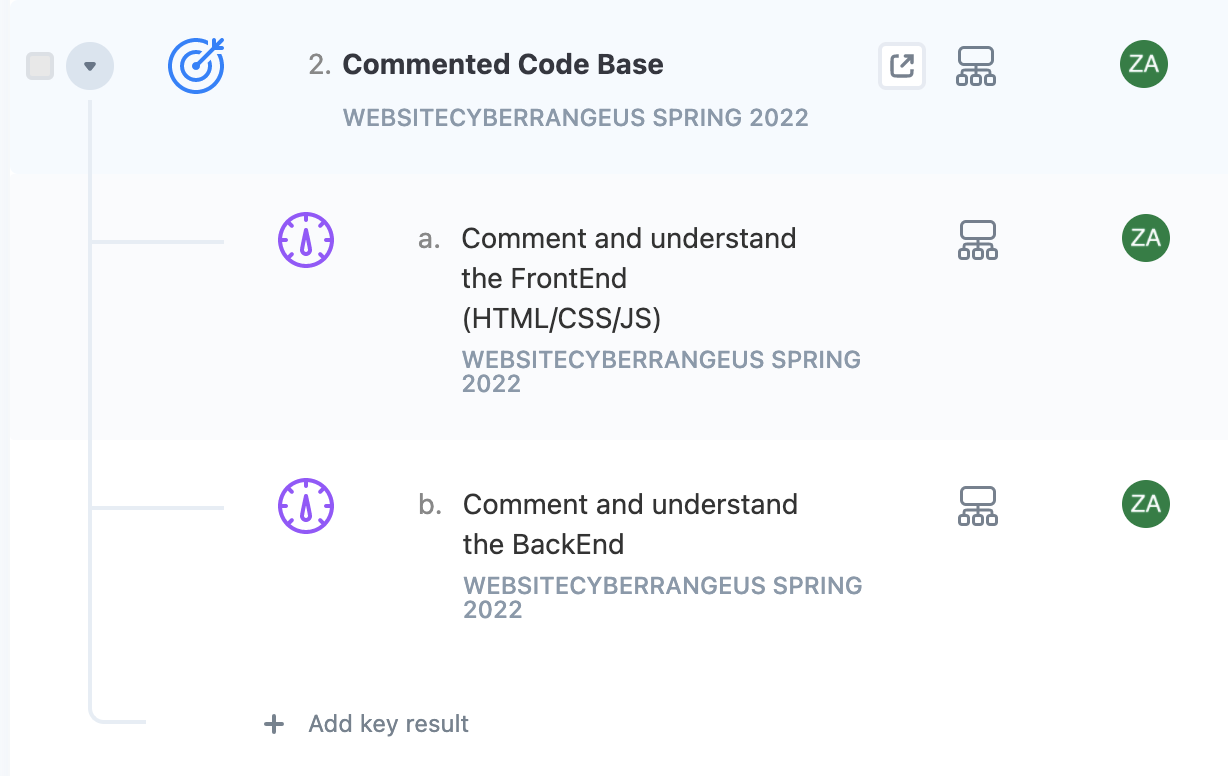 2. Commented Code Base
ZA
WEBSITECYBERRANGEUS SPRING 2022
a. Comment and understand
ZA
the FrontEnd
(HTML/CSS/JS)
WEBSITECYBERRANGEUS SPRING
2022
b. Comment and understand
ZA
the BackEnd
WEBSITECYBERRANGEUS SPRING
2022
+ Add key result